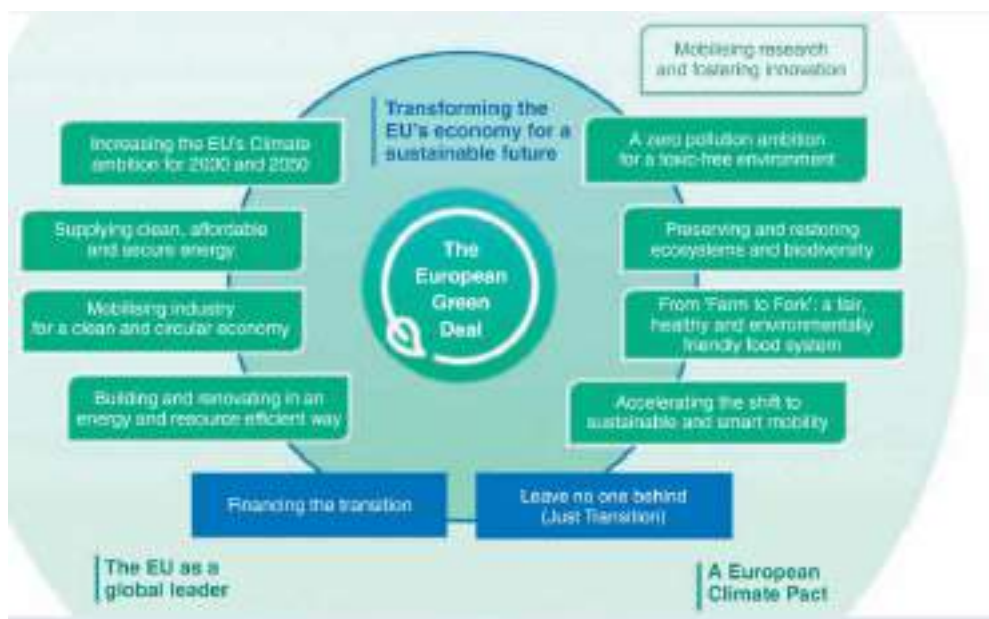 Mobilising research
and fostering innovation
Transforming the
EU's economy for a
sustainable future
Increasing the EU's Climate
ambition for 2030 and 2050
A zero pollution ambition
for a toxic-free environment
Supplying clean, affordable
and secure energy
Preserving and restoring
ecosystems and biodiversity
The
European
Green
Deal
Mobilising industry
for a clean and circular economy
From 'Farm to Fork': a fair,
healthy and environmentally
friendly food system
Building and renovating in an
energy and resource efficient way
Accelerating the shift to
sustainable and smart mobility
Financing the transition
Leave no one behind
(Just Transition)
The EU as a
global leader
A European
Climate Pact